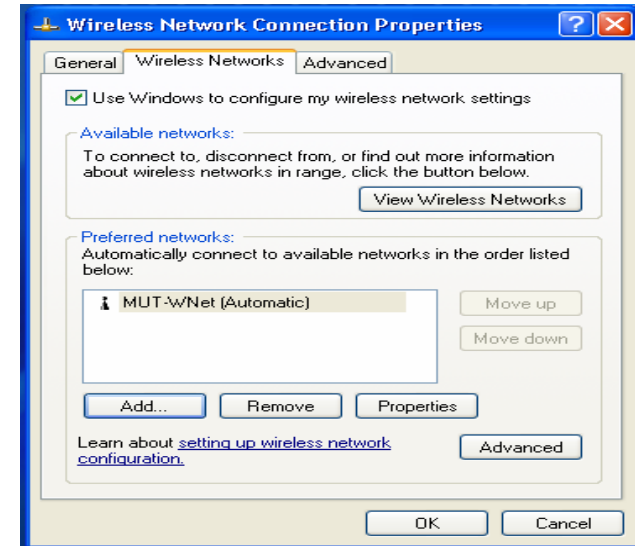 Wireless Network Connection Properties
General Wireless Networks Advanced
Use Windows to configure my wireless network settings
Available networks:
To connect to, disconnect from, or find out more information
about wireless networks in range, click the button below.
View Wireless Networks
Preferred networks:
Automatically connect to available networks in the order listed
below:
MUT-WNet (Automatic)
Move up
Move down
Add... Remove Properties
Learn about setting up wireless network
configuration.
Advanced
OK Cancel